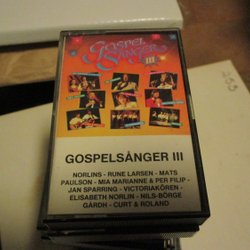 Gospel
SÅNGER
III
GOSPELSÅNGER III
NORLINS - RUNE LARSEN - MATS
PAULSON - MIA MARIANNE & PER FILIP -
JAN SPARRING - VICTORIAKÖREN -
ELISABETH NORLIN - NILS-BÖRGE
GÅRDH - CURT & ROLAND